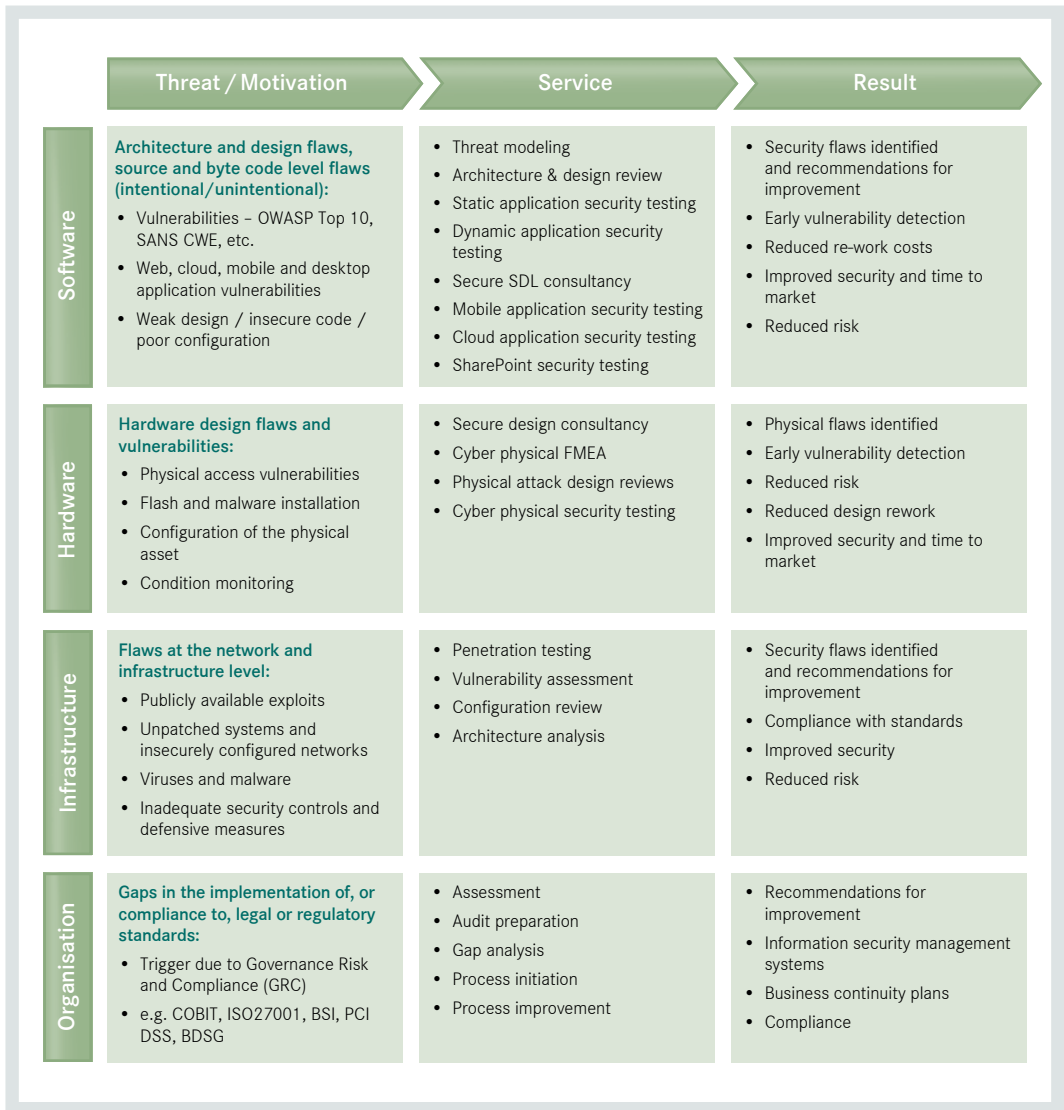 Threat / Motivation
Service
Result
Software
Architecture and design flaws,
source and byte code level flaws
(intentional/unintentional):
• Vulnerabilities – OWASP Top 10,
SANS CWE, etc.
• Web, cloud, mobile and desktop
application vulnerabilities
• Weak design / insecure code /
poor configuration
• Threat modeling
• Architecture & design review
• Static application security testing
• Dynamic application security
testing
• Secure SDL consultancy
• Mobile application security testing
• Cloud application security testing
• SharePoint security testing
• Security flaws identified
and recommendations for
improvement
• Early vulnerability detection
• Reduced re-work costs
• Improved security and time to
market
• Reduced risk
Hardware
Hardware design flaws and
vulnerabilities:
• Physical access vulnerabilities
• Flash and malware installation
• Configuration of the physical
asset
• Condition monitoring
• Secure design consultancy
• Cyber physical FMEA
• Physical attack design reviews
• Cyber physical security testing
• Physical flaws identified
• Early vulnerability detection
• Reduced risk
• Reduced design rework
• Improved security and time to
market
Infrastructure
Flaws at the network and
infrastructure level:
• Publicly available exploits
• Unpatched systems and
insecurely configured networks
• Viruses and malware
• Inadequate security controls and
defensive measures
• Penetration testing
• Vulnerability assessment
• Configuration review
• Architecture analysis
• Security flaws identified
and recommendations for
improvement
• Compliance with standards
• Improved security
• Reduced risk
Organisation
Gaps in the implementation of, or
compliance to, legal or regulatory
standards:
• Trigger due to Governance Risk
and Compliance (GRC)
• e.g. COBIT, ISO27001, BSI, PCI
DSS, BDSG
• Assessment
• Audit preparation
• Gap analysis
• Process initiation
• Process improvement
• Recommendations for
improvement
• Information security management
systems
• Business continuity plans
• Compliance